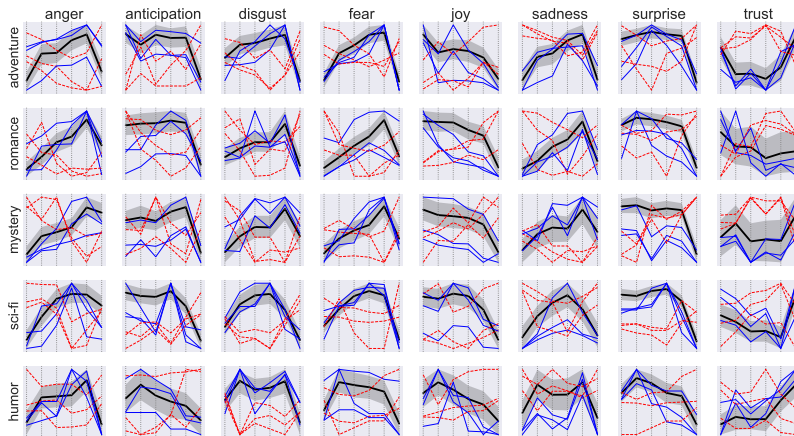 anger anticipation disgust fear joy sadness surprise trust
adventure
romance
mystery
sci-fi
humor